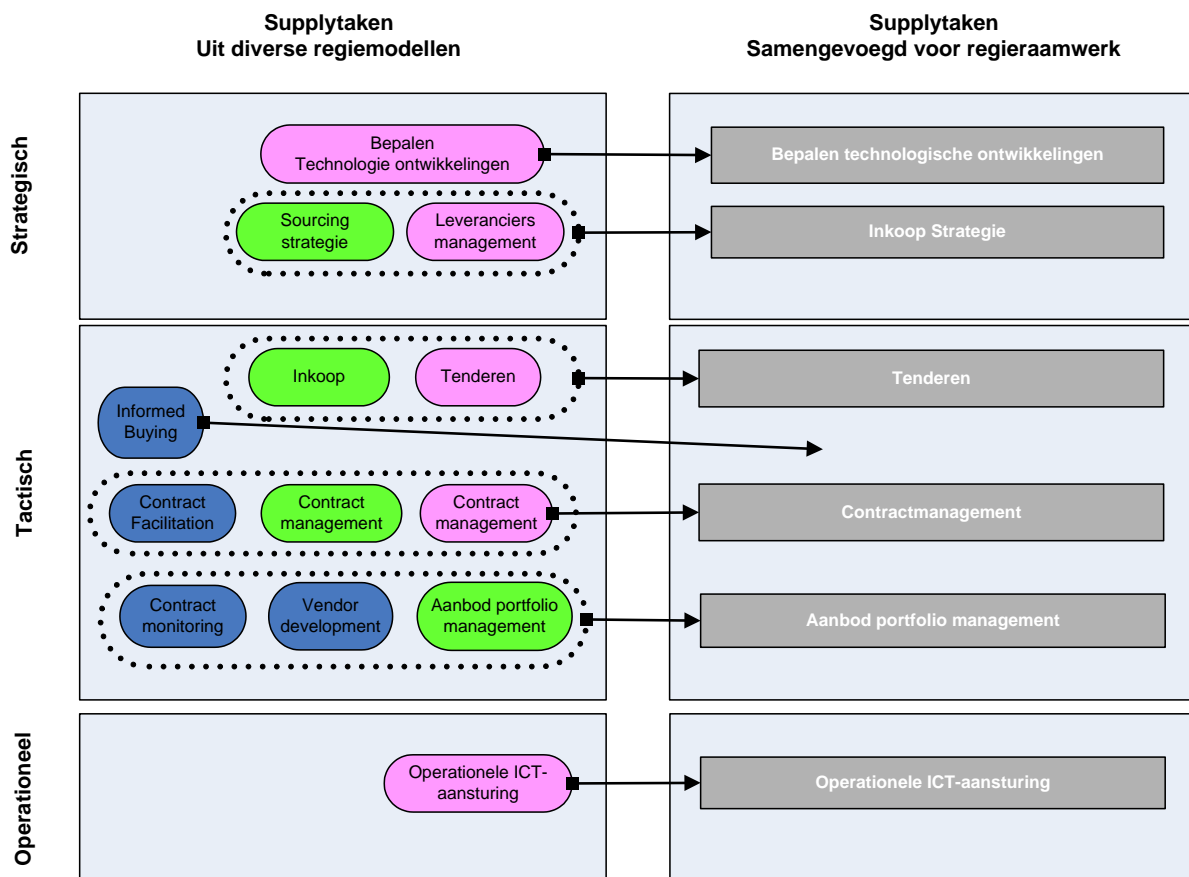 Supplytaken
Uit diverse regiemodellen
Supplytaken
Samengevoegd voor regieraamwerk
Strategisch
Bepalen
Technologie ontwikkelingen
Bepalen technologische ontwikkelingen
Sourcing
strategie
Leveranciers
management
Inkoop Strategie
Tactisch
Inkoop
Tenderen
Tenderen
Informed
Buying
Contract
Facilitation
Contract
management
Contract
management
Contractmanagement
Contract
monitoring
Vendor
development
Aanbod portfolio
management
Aanbod portfolio management
Operationeel
Operationele ICT-
aansturing
Operationele ICT-aansturing